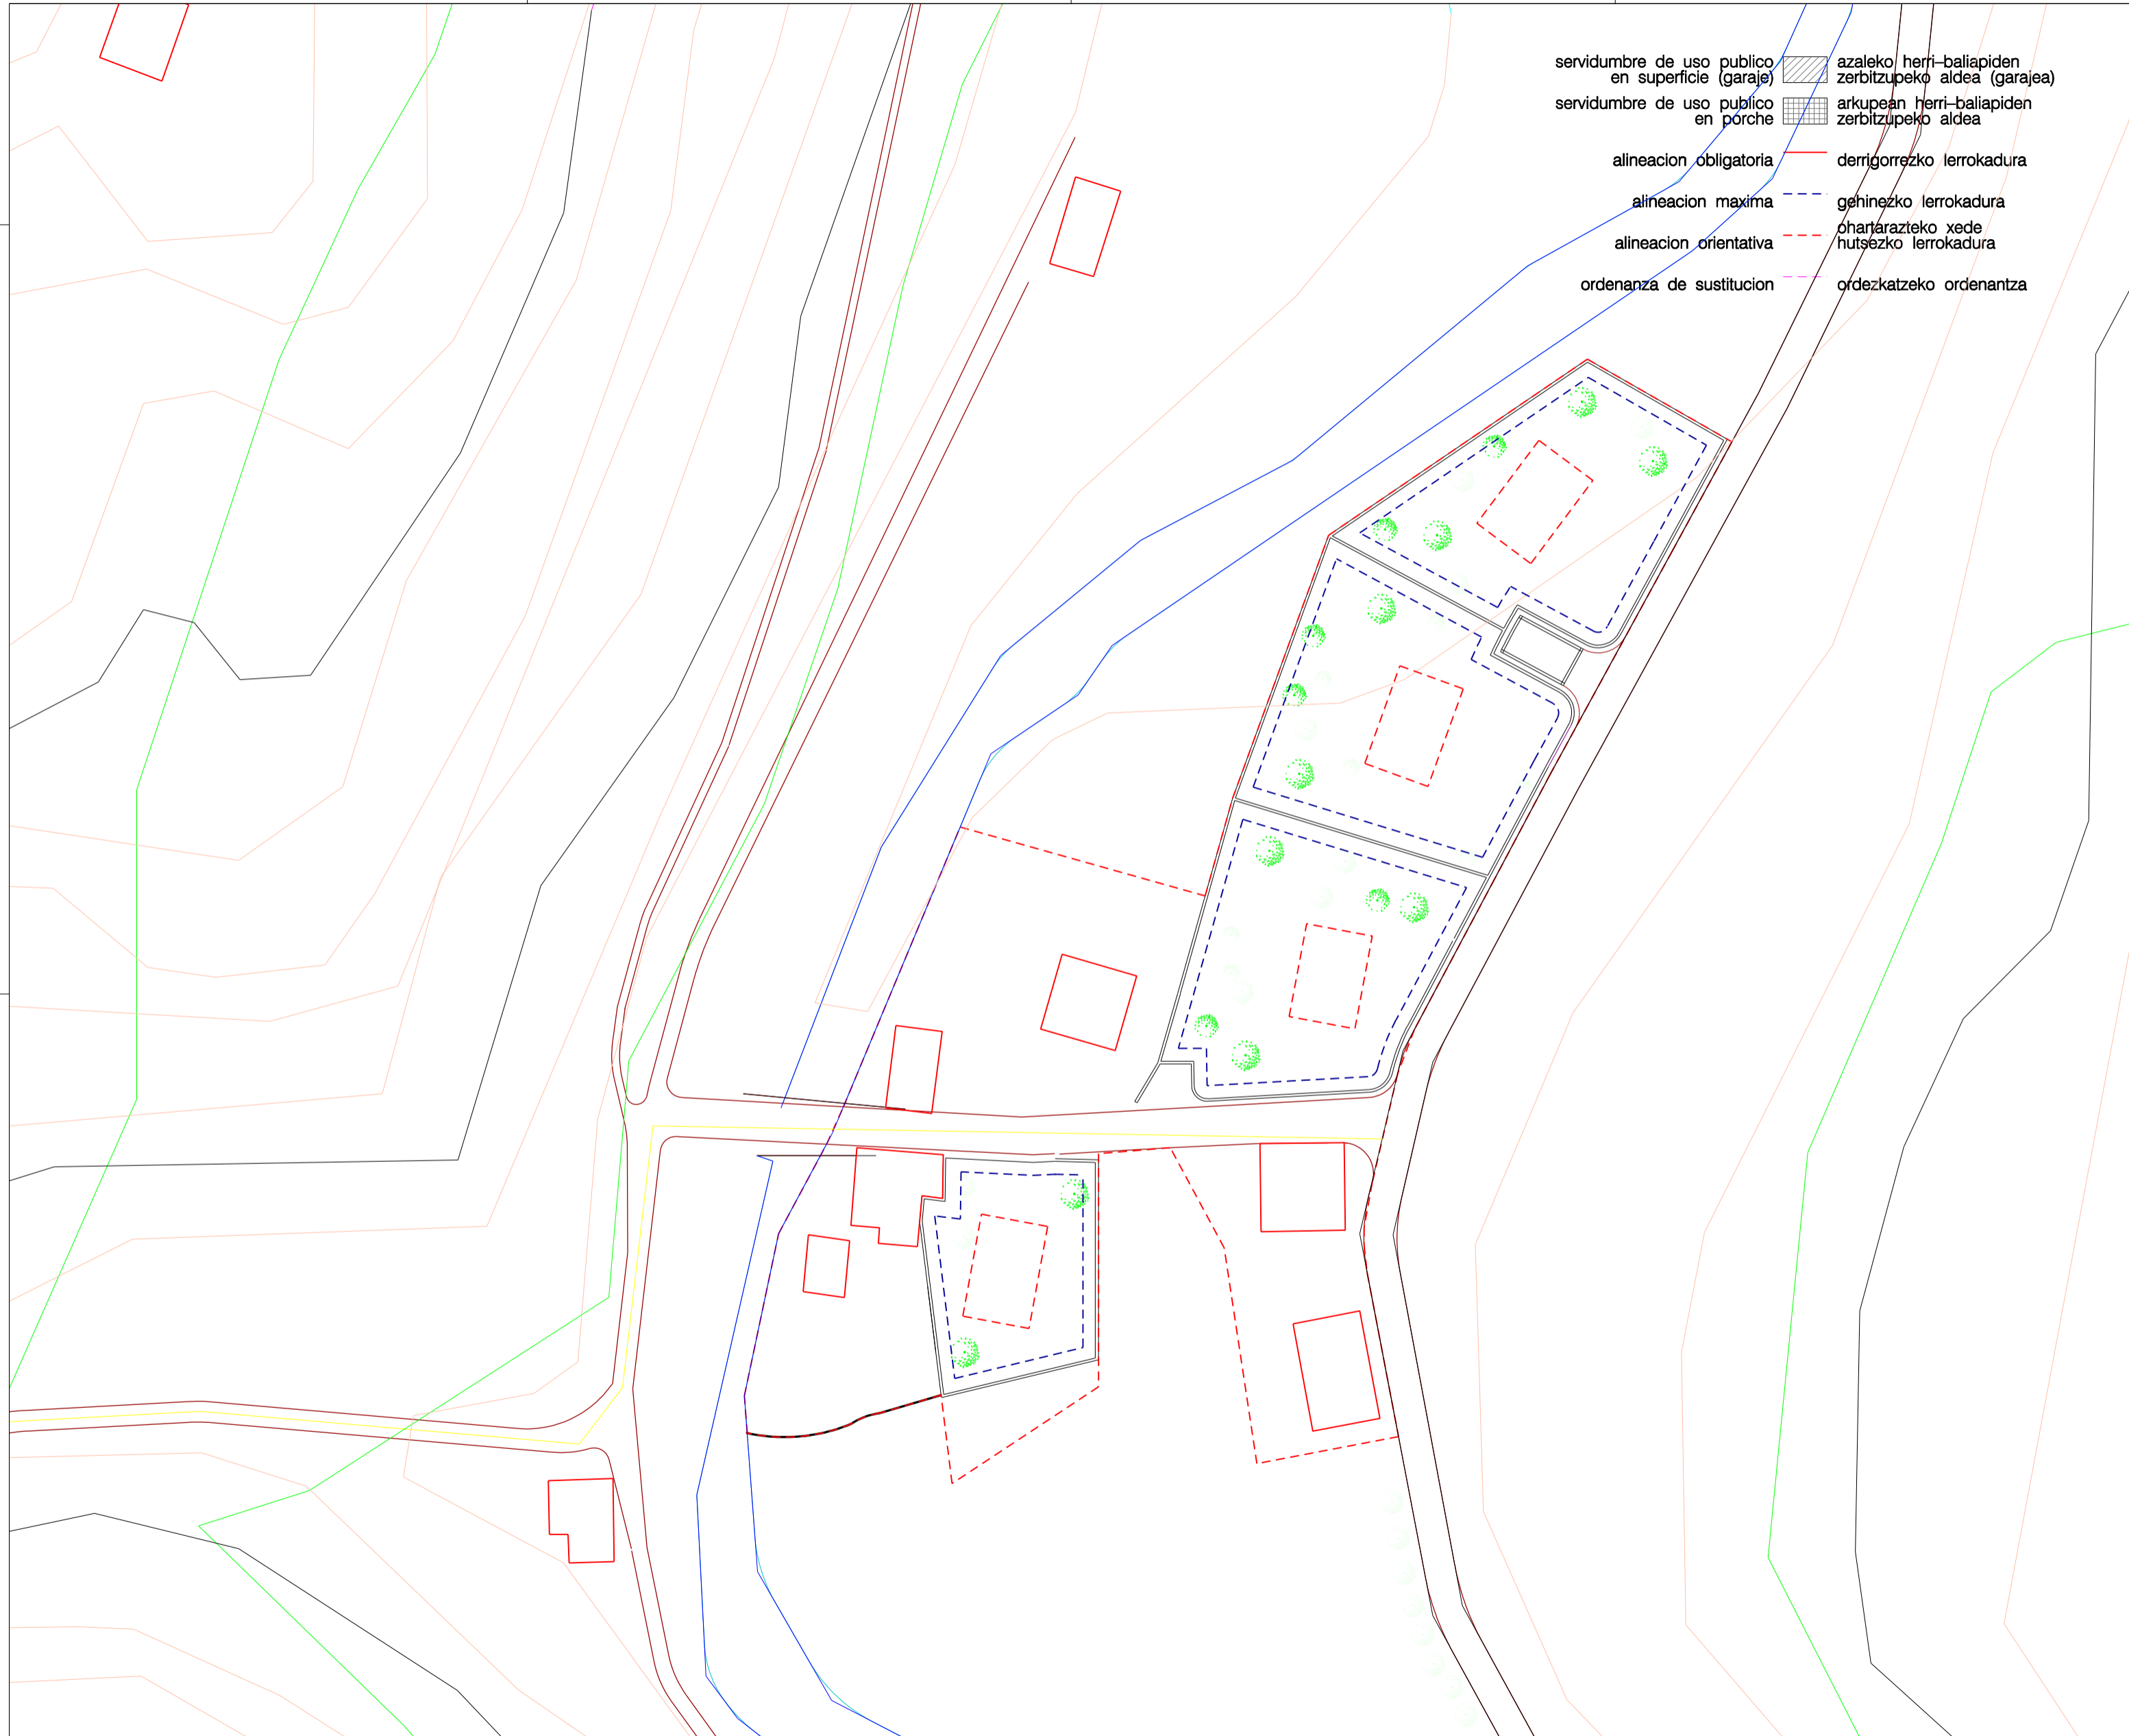 servidumbre de uso publico
en superficie (garaje)
azaleko herri–baliapiden
zerbitzupeko aldea (garajea)
servidumbre de uso publico
en porche
arkupean herri–baliapiden
zerbitzupeko aldea
alineacion obligatoria
derrigorrezko lerrokadura
alineacion maxima
gehinezko lerrokadura
alineacion orientativa
ohartarazteko xede
hutsezko lerrokadura
ordenanza de sustitucion
ordezkatzeko ordenantza